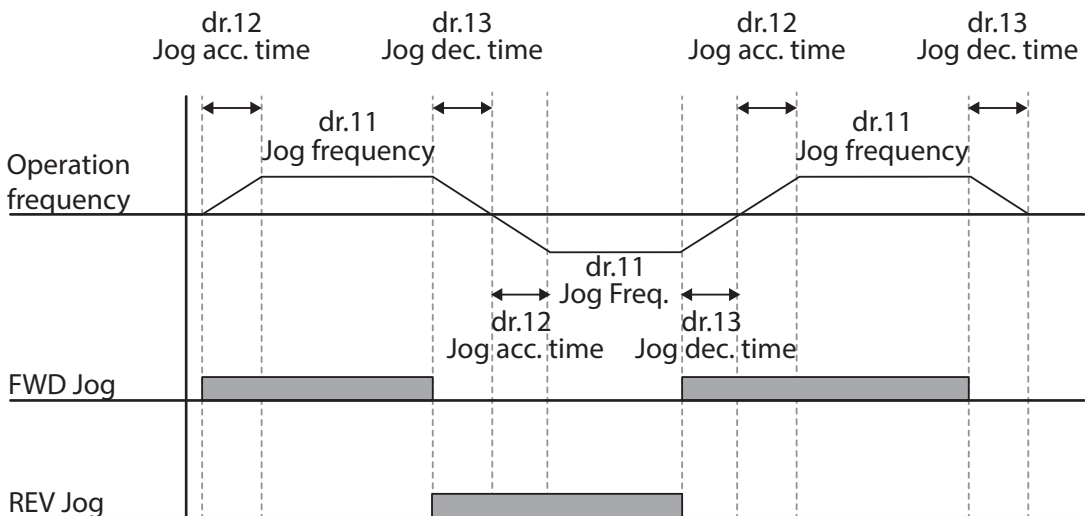 dr.12
Jog acc. time
dr.13
Jog dec. time
dr.12
Jog acc. time
dr.13
Jog dec. time
dr.11
Jog frequency
dr.11
Jog frequency
Operation
frequency
dr.11
Jog Freq.
dr.12
Jog acc. time
dr.13
Jog dec. time
FWD Jog
REV Jog